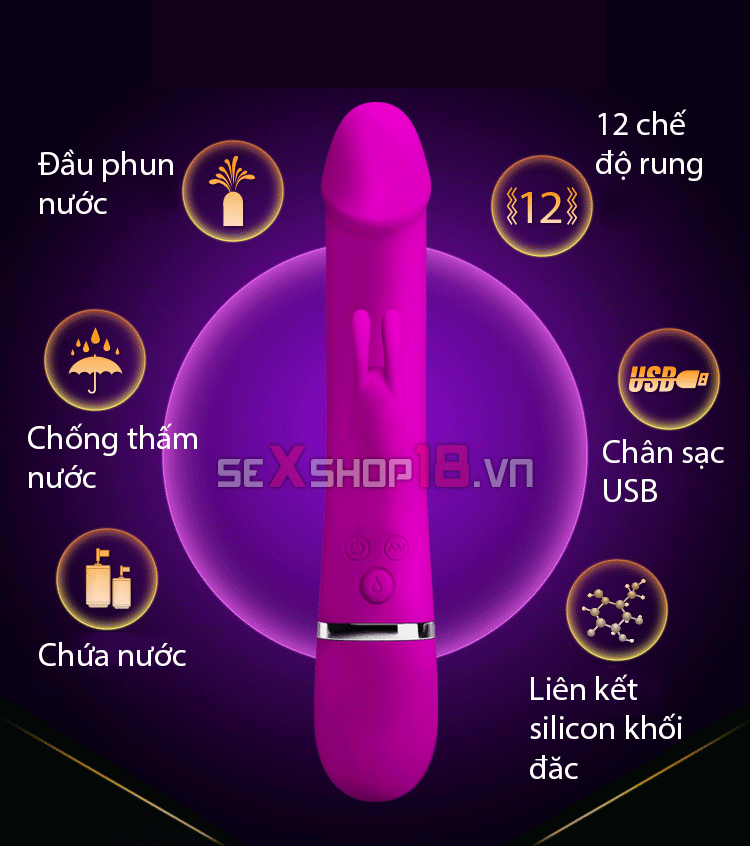 Đầu phun
nước
12 chế
độ rung
12
Chống thấm
nước
USB
Chân sạc
USB
seXshop18.vn
Chứa nước
Liên kết
silicon khối
đăc